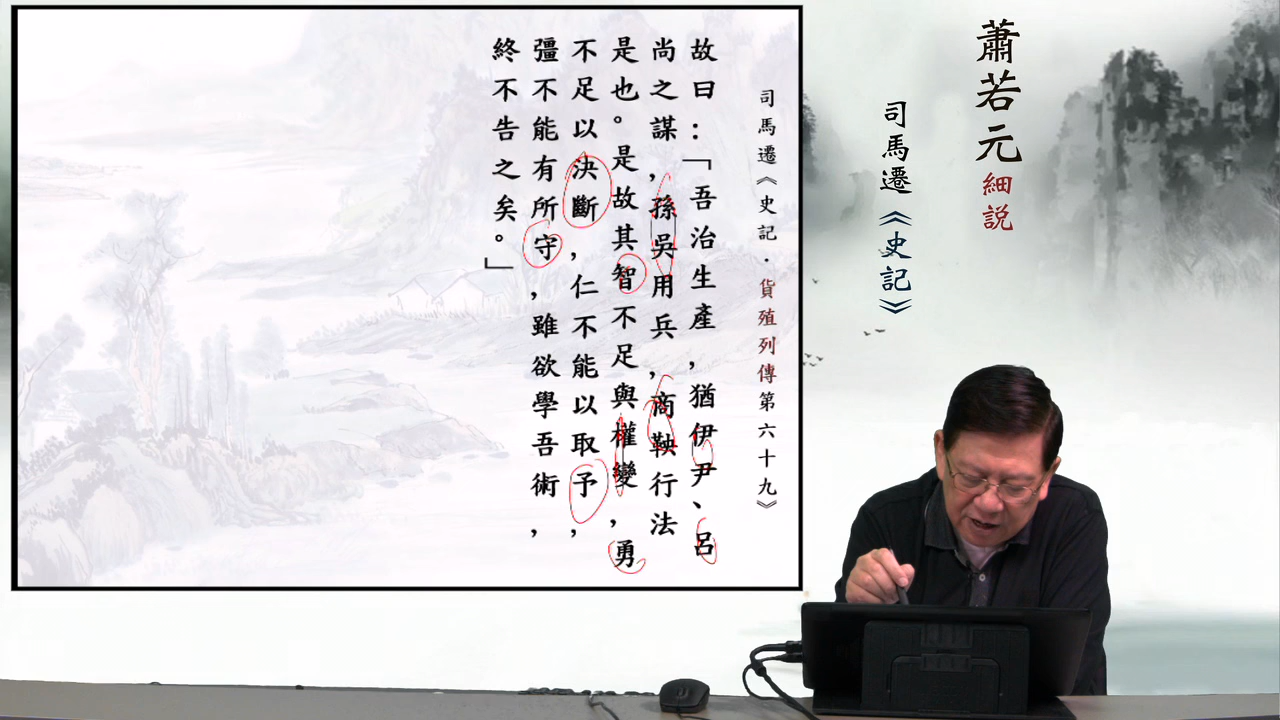 蕭若元細説
司馬遷《史記》
司馬遷《史記．貨殖列傳第六十九》
故曰：「吾治生產，猶伊尹、呂
尚之謀，孫吳用兵，商鞅行法
是也。是故其智不足與權變，勇
不足以決斷，仁不能以取予，
彊不能有所守，雖欲學吾術，
終不告之矣。」